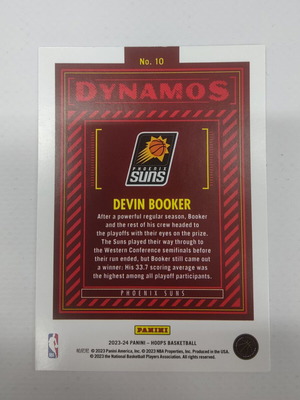 No. 10
DYNAMOS
PHOENIX
SUNS
DEVIN BOOKER
After a powerful regular season, Booker
and the rest of his crew headed to
the playoffs with their eyes on the prize.
The Suns played their way through to
the Western Conference semifinals before
their run ended, but Booker still came out
a winner: His 33.7 scoring average was
the highest among all playoff participants.
PHOENIX SUNS
PANINI
2023-24 PANINI - HOOPS BASKETBALL
© 2023 Panini America, Inc. © 2023 NBA Properties, Inc. Produced in the USA.
© 2023 the National Basketball Players Association. All rights reserved.